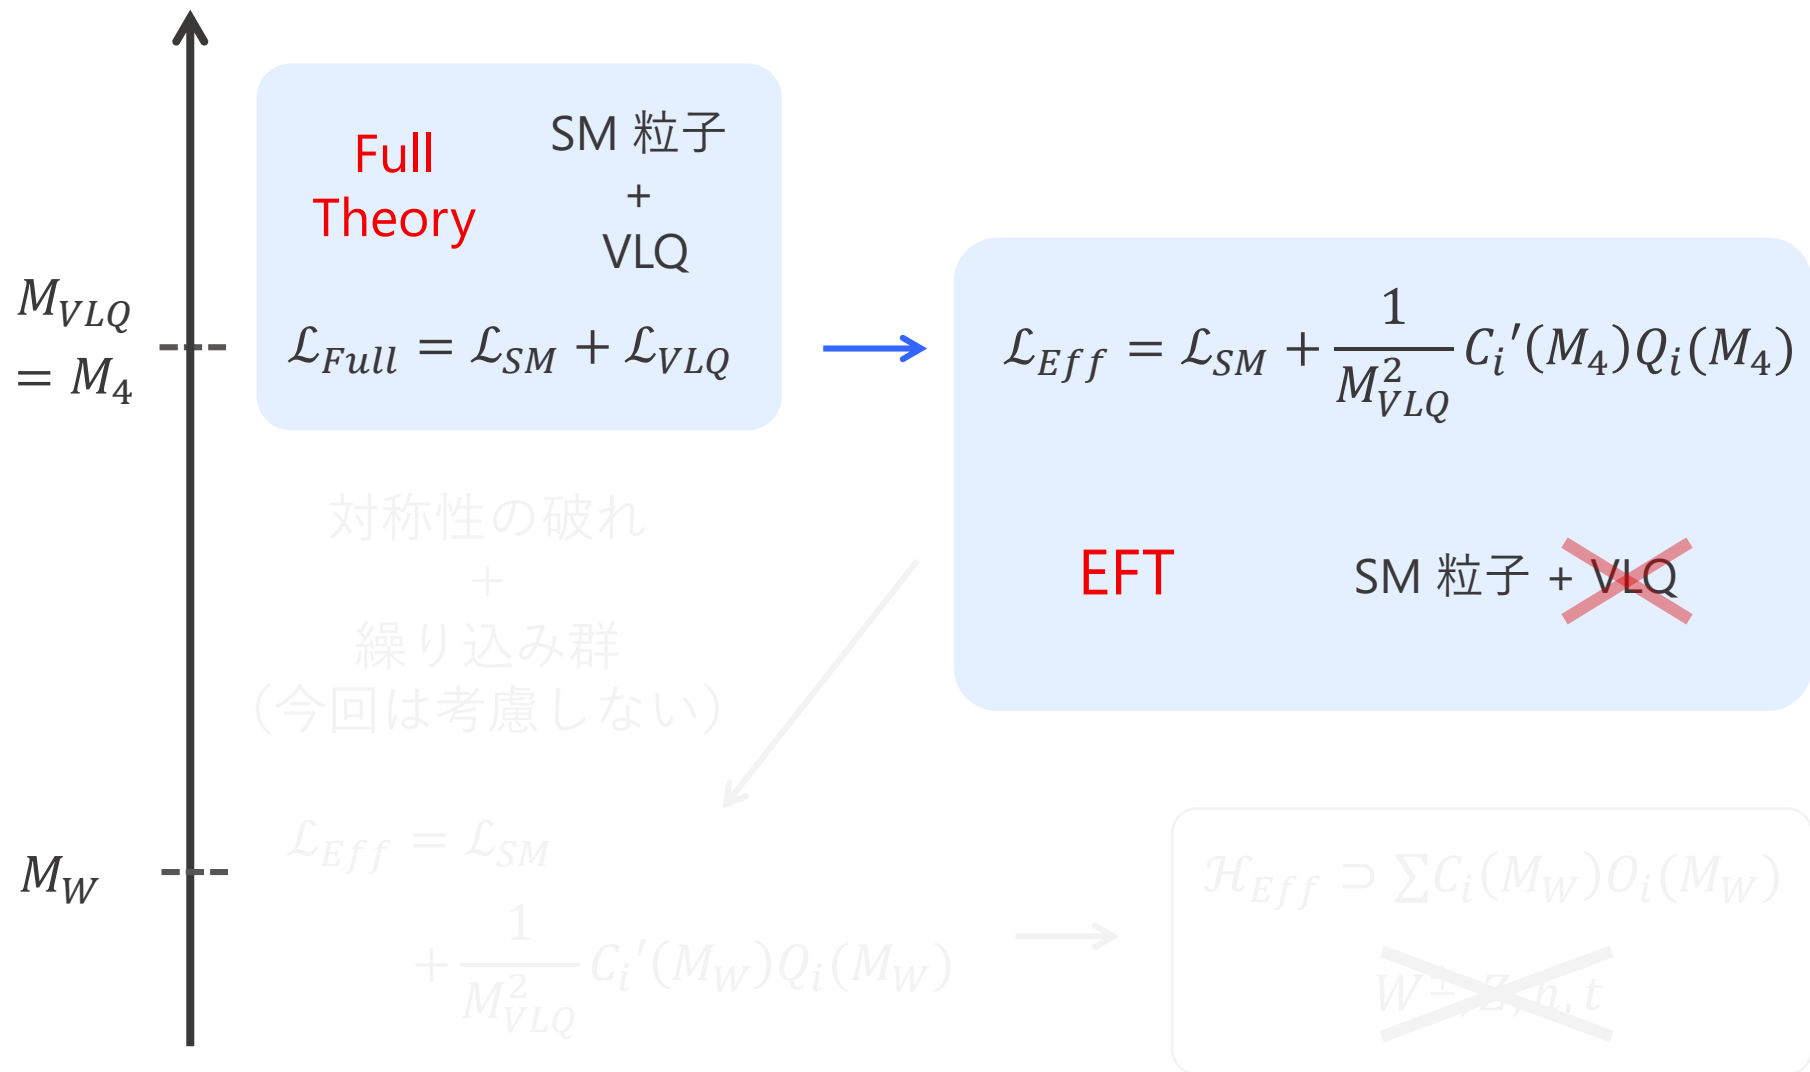 Full
Theory
SM 粒子
+
VLQ
M_{VLQ}
= M_4
ℒ_{Full} = ℒ_{SM} + ℒ_{VLQ}
ℒ_{Eff} = ℒ_{SM} + \frac{1}{M_{VLQ}^2} C_i′(M_4)Q_i(M_4)
EFT
SM 粒子 + VLQ
対称性の破れ
+
繰り込み群
（今回は考慮しない）
M_W
ℒ_{Eff} = ℒ_{SM}
+ \frac{1}{M_{VLQ}^2} C_i′(M_W)Q_i(M_W)
ℋ_{Eff} ⊃ ∑C_i(M_W)O_i(M_W)
W^±, Z, h, t